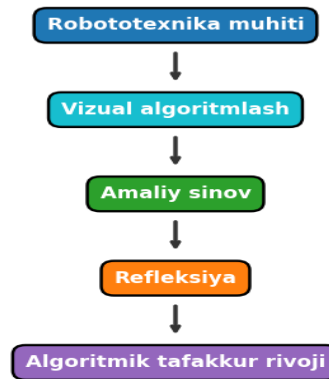 Robototexnika muhiti
Vizual algoritmlash
Amaliy sinov
Refleksiya
Algoritmik tafakkur rivoji